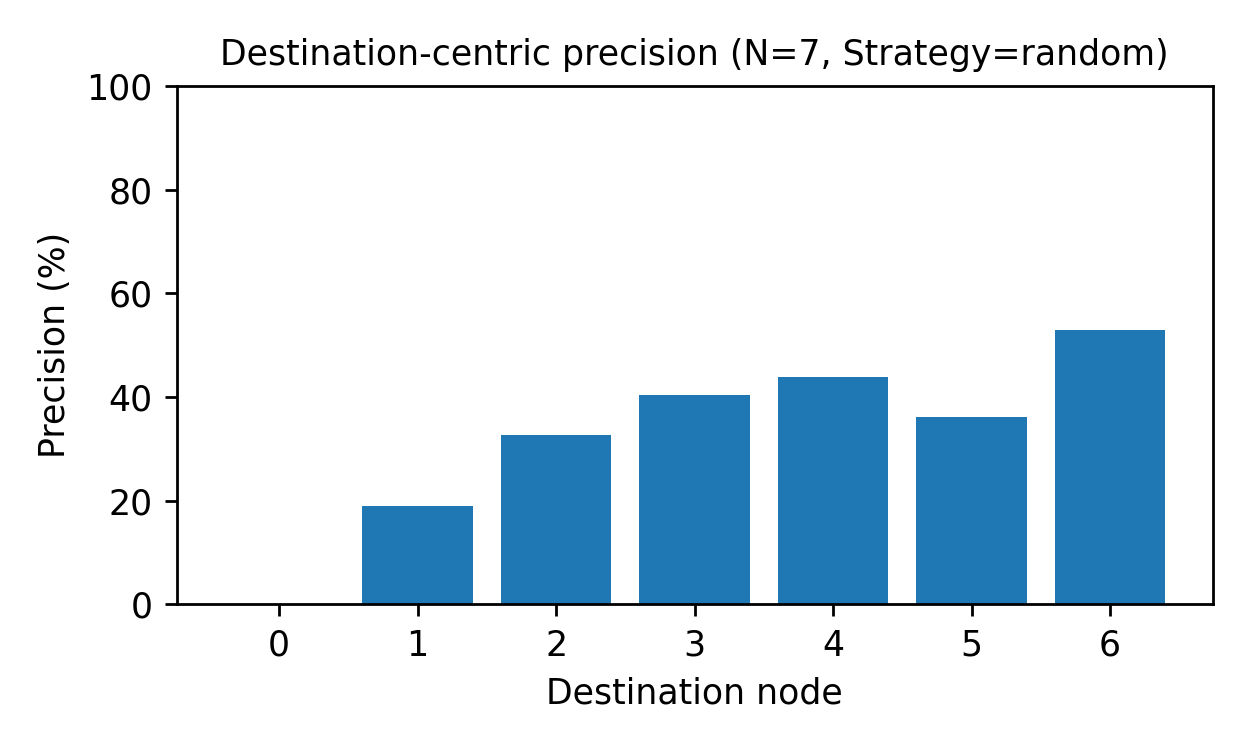 Destination-centric precision (N=7, Strategy=random)
100
80
60
40
20
0
Precision (%)
0 1 2 3 4 5 6
Destination node